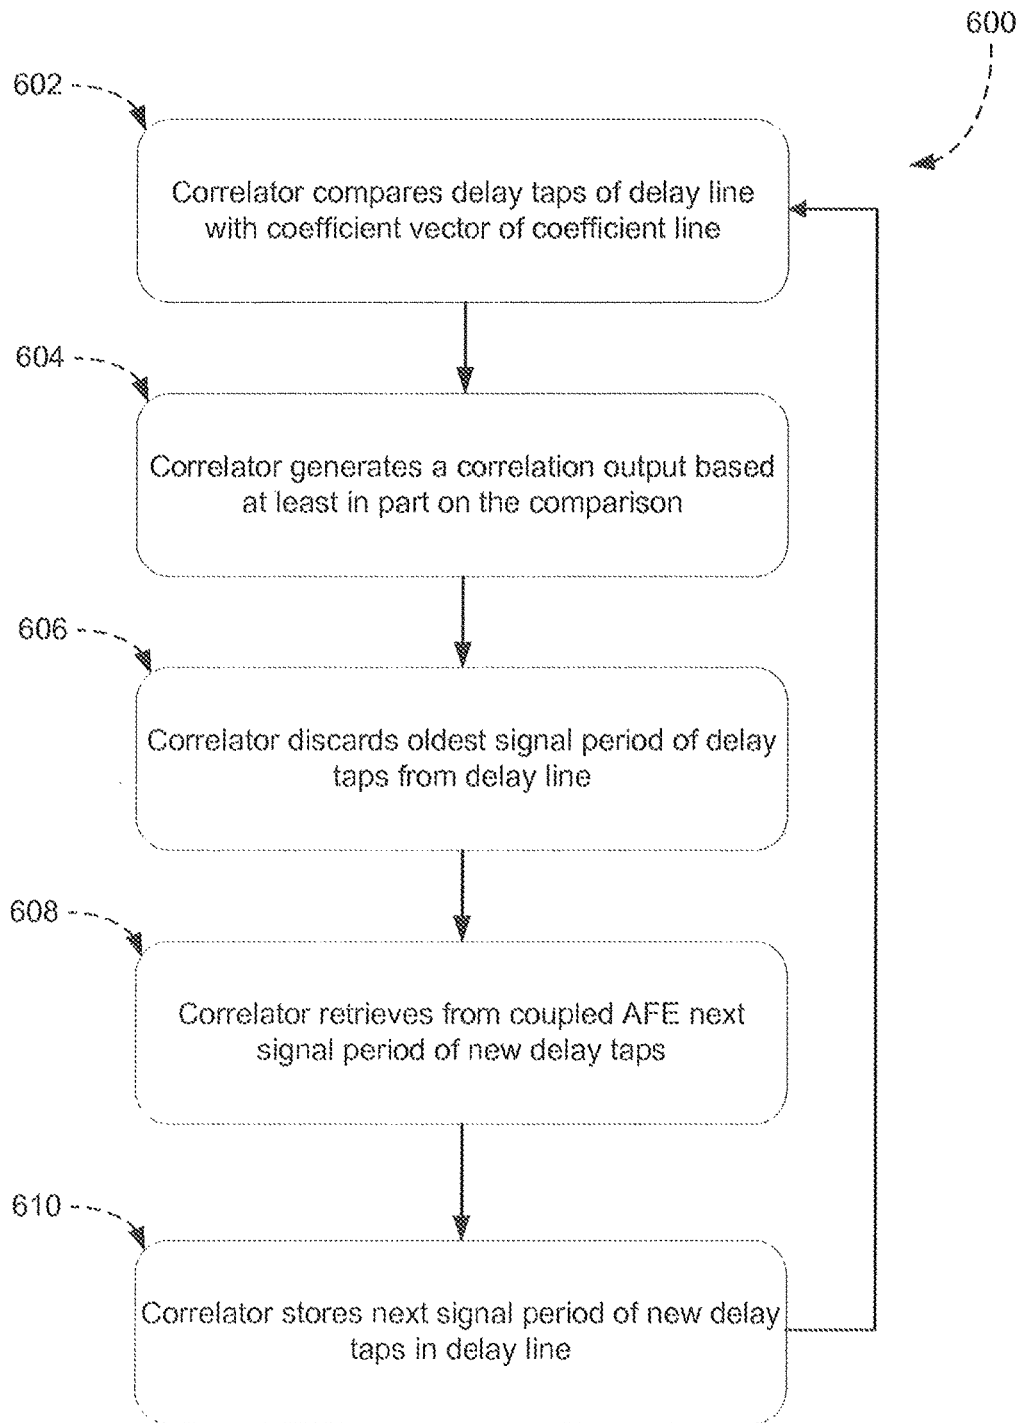 600
602
Correlator compares delay taps of delay line
with coefficient vector of coefficient line
604
Correlator generates a correlation output based
at least in part on the comparison
606
Correlator discards oldest signal period of delay
taps from delay line
608
Correlator retrieves from coupled AFE next
signal period of new delay taps
610
Correlator stores next signal period of new delay
taps in delay line